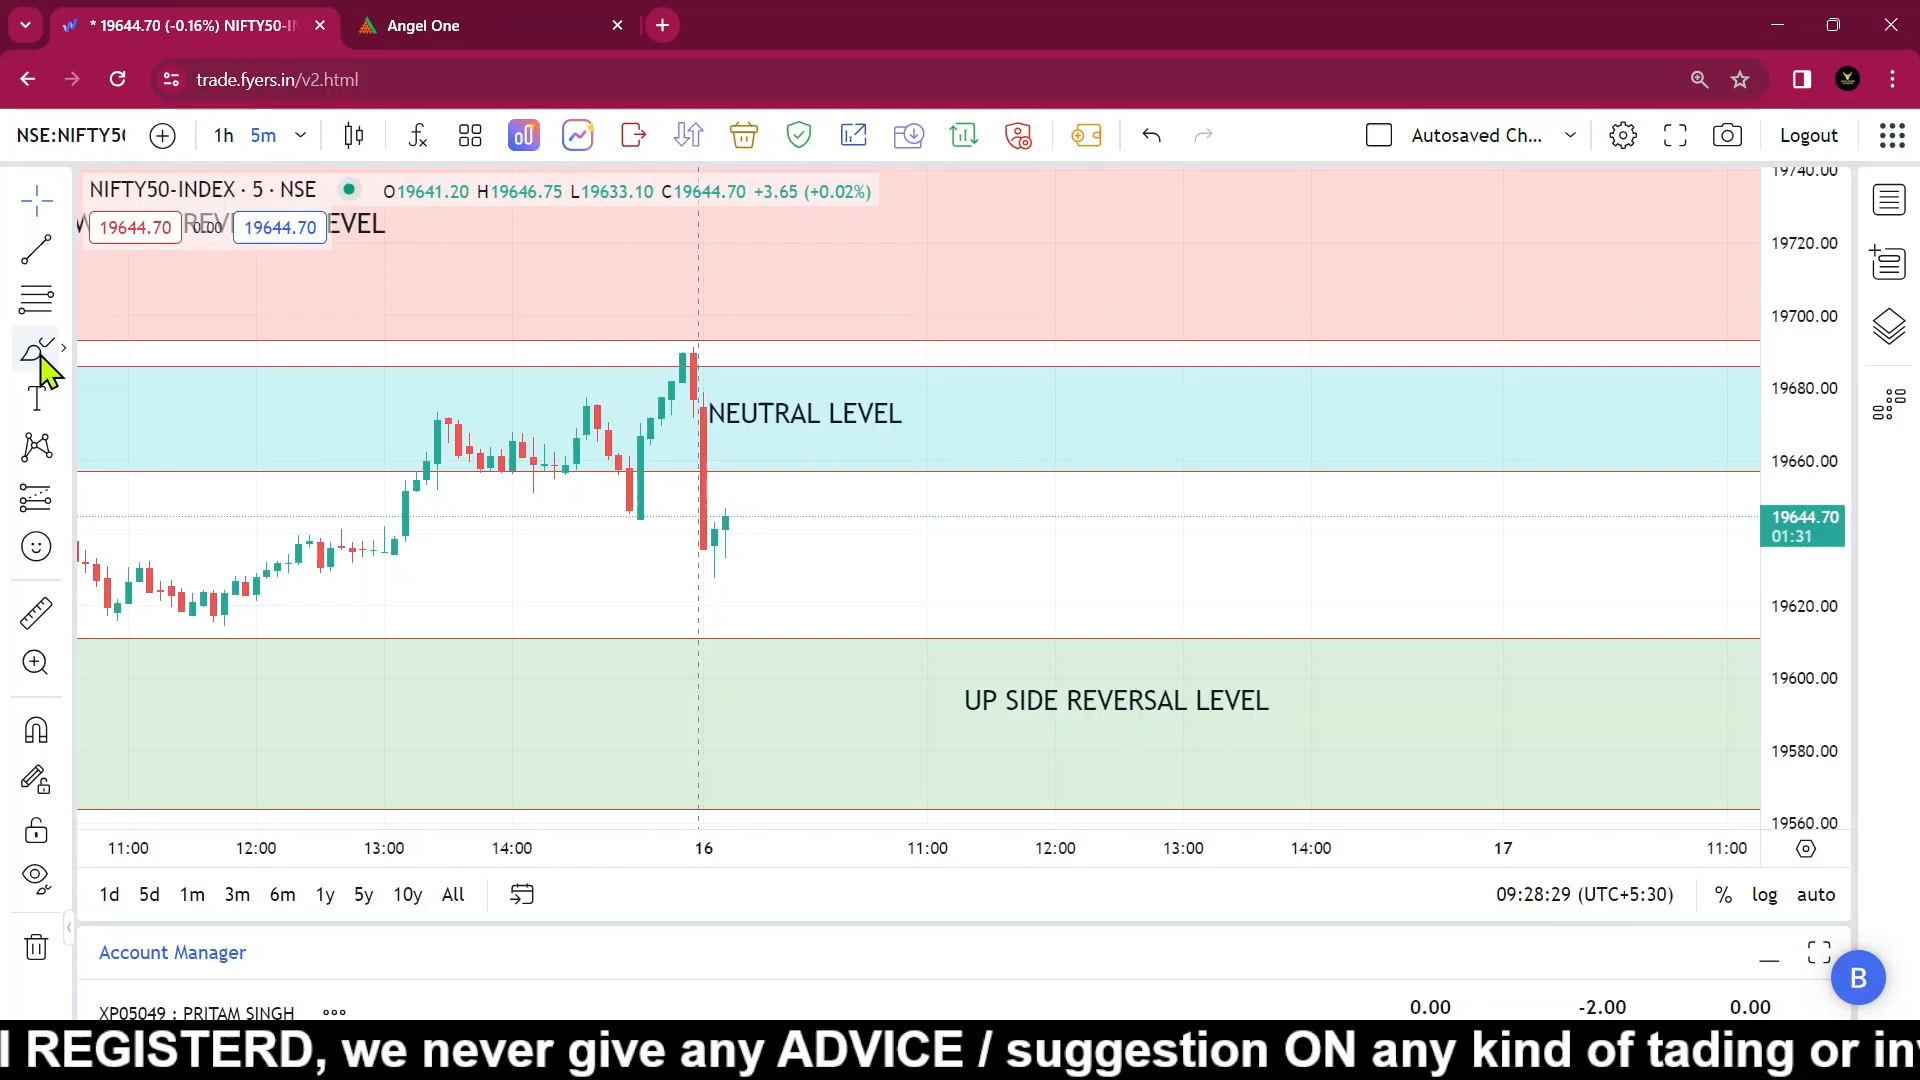 * 19644.70 (-0.16%) NIFTY50-I
Angel One
trade.fyers.in/v2.html
NSE:NIFTY5
1h 5m
Autosaved Ch...
Logout
NIFTY50-INDEX · 5 · NSE
O19641.20 H19646.75 L19633.10 C19644.70 +3.65 (+0.02%)
19644.70 0.00 19644.70
EVEL
NEUTRAL LEVEL
UP SIDE REVERSAL LEVEL
19740.00
19720.00
19700.00
19680.00
19660.00
19644.70
01:31
19620.00
19600.00
19580.00
19560.00
11:00 12:00 13:00 14:00 16 11:00 12:00 13:00 14:00 17 11:00
1d 5d 1m 3m 6m 1y 5y 10y All
09:28:29 (UTC+5:30) % log auto
Account Manager
B
XP05049 : PRITAM SINGH
0.00 -2.00 0.00
I REGISTERD, we never give any ADVICE / suggestion ON any kind of tading or inv